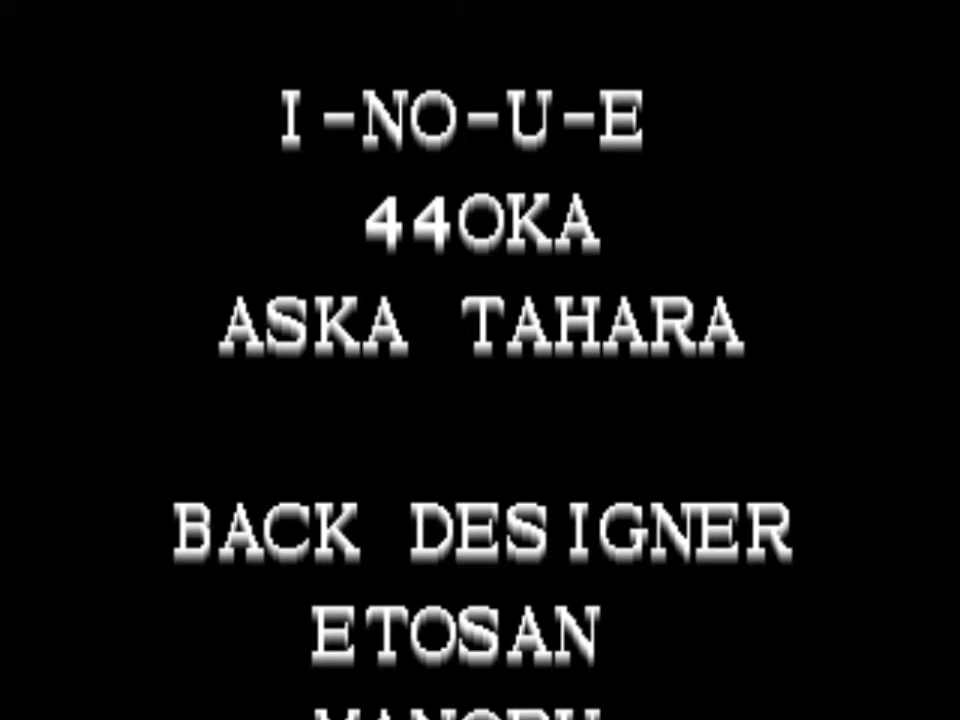 I-NO-U-E
44OKA
ASKA TAHARA
BACK DESIGNER
ETOSAN